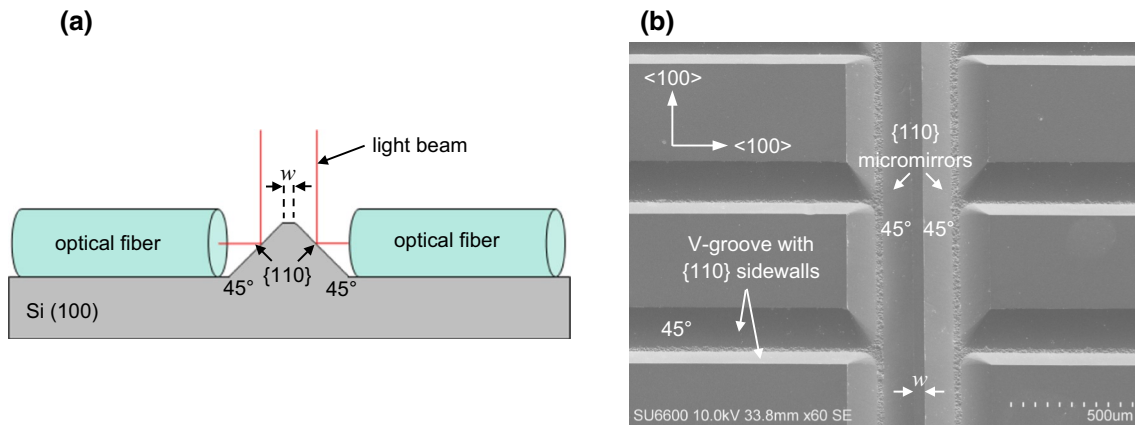 (a)
light beam
w
optical fiber
optical fiber
{110}
45°
45°
Si (100)
(b)
<100>
<100>
{110}
micromirrors
45°
45°
V-groove with
{110} sidewalls
45°
w
SU6600 10.0kV 33.8mm x60 SE
500um